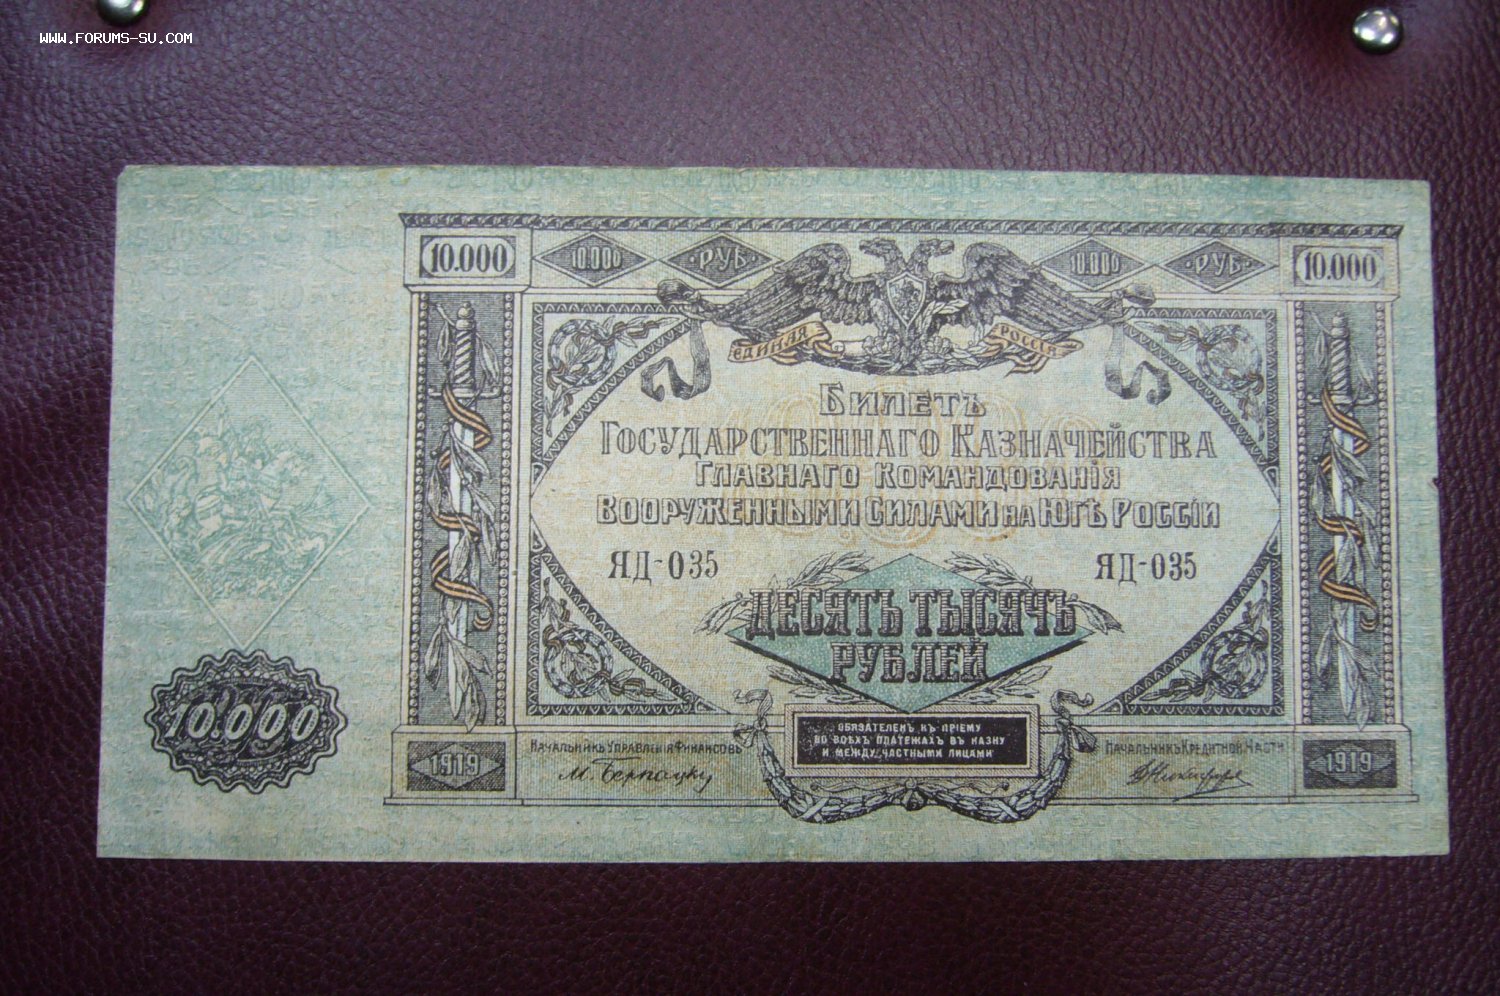 WWW.FORUMS-SU.COM
10.000 10.000 РУБ. 10.000 РУБ. 10.000
ЕДИНАЯ РОССІЯ
БИЛЕТЪ
ГОСУДАРСТВЕННАГО КАЗНАЧЕЙСТВА
ГЛАВНАГО КОМАНДОВАНІЯ
ВООРУЖЕННЫМИ СИЛАМИ НА ЮГѢ РОССІИ
ЯД-035 ЯД-035
ДЕСЯТЬ ТЫСЯЧЪ
РУБЛЕЙ
10.000
ОБЯЗАТЕЛЕНЪ КЪ ПРІЕМУ
ВО ВСѢХЪ ПЛАТЕЖАХЪ ВЪ КАЗНУ
И МЕЖДУ ЧАСТНЫМИ ЛИЦАМИ
НАЧАЛЬНИКЪ УПРАВЛЕНІЯ ФИНАНСОВЪ НАЧАЛЬНИКЪ КРЕДИТНОЙ ЧАСТИ
1919 М. Бернацкій 1919